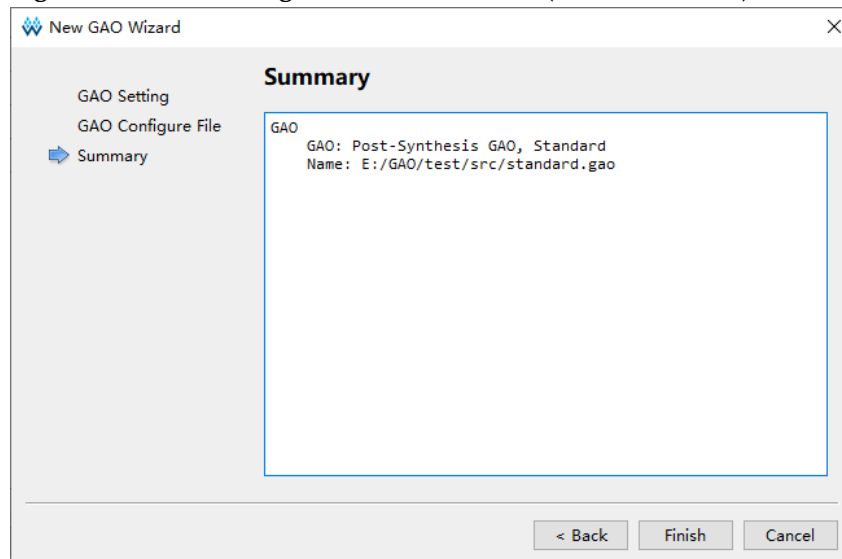 New GAO Wizard
GAO Setting
GAO Configure File
Summary
Summary
GAO
GAO: Post-Synthesis GAO, Standard
Name: E:/GAO/test/src/standard.gao
< Back
Finish
Cancel